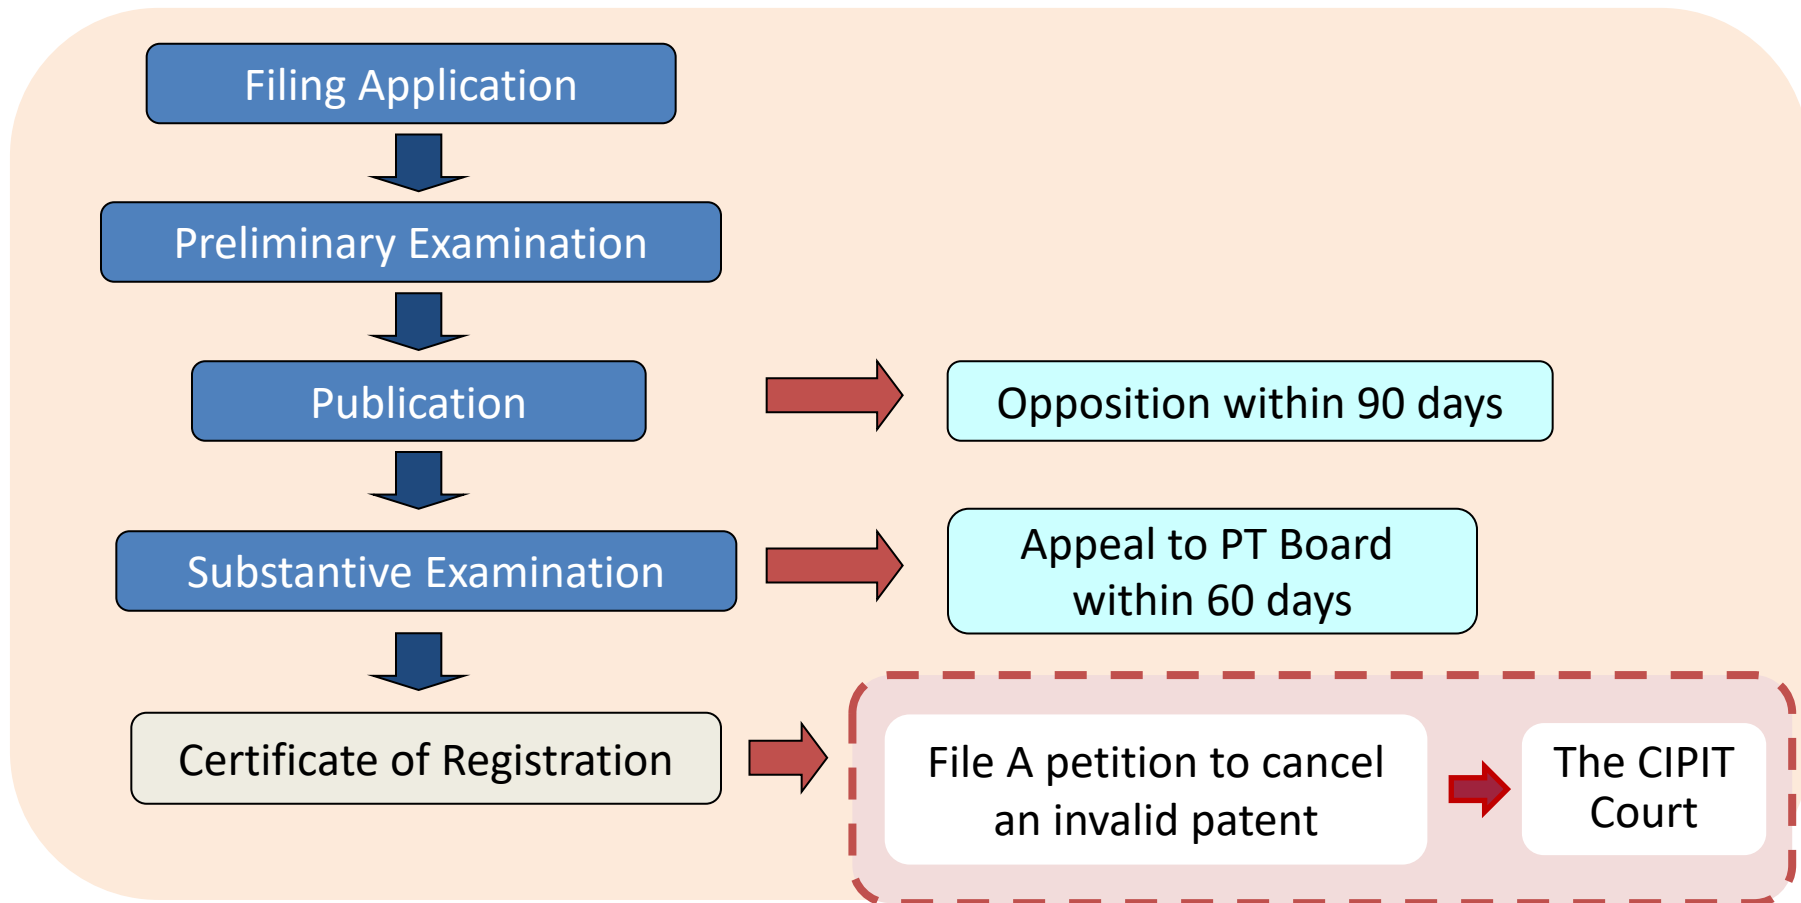 Filing Application
Preliminary Examination
Publication
Opposition within 90 days
Substantive Examination
Appeal to PT Board
within 60 days
Certificate of Registration
File A petition to cancel
an invalid patent
The CIPIT
Court